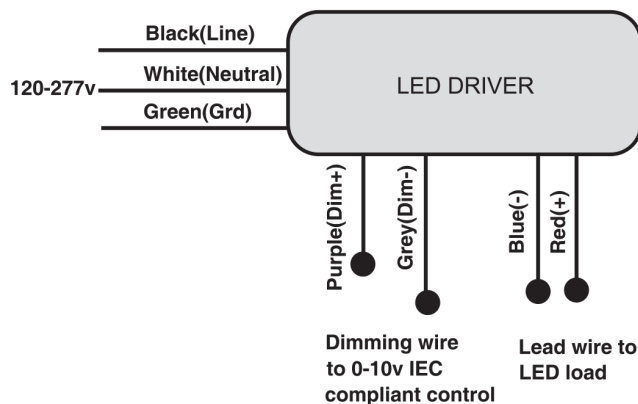 Black(Line)
120-277v
White(Neutral)
Green(Grd)
LED DRIVER
Purple(Dim+)
Grey(Dim-)
Blue(-)
Red(+)
Dimming wire
to 0-10v IEC
compliant control
Lead wire to
LED load